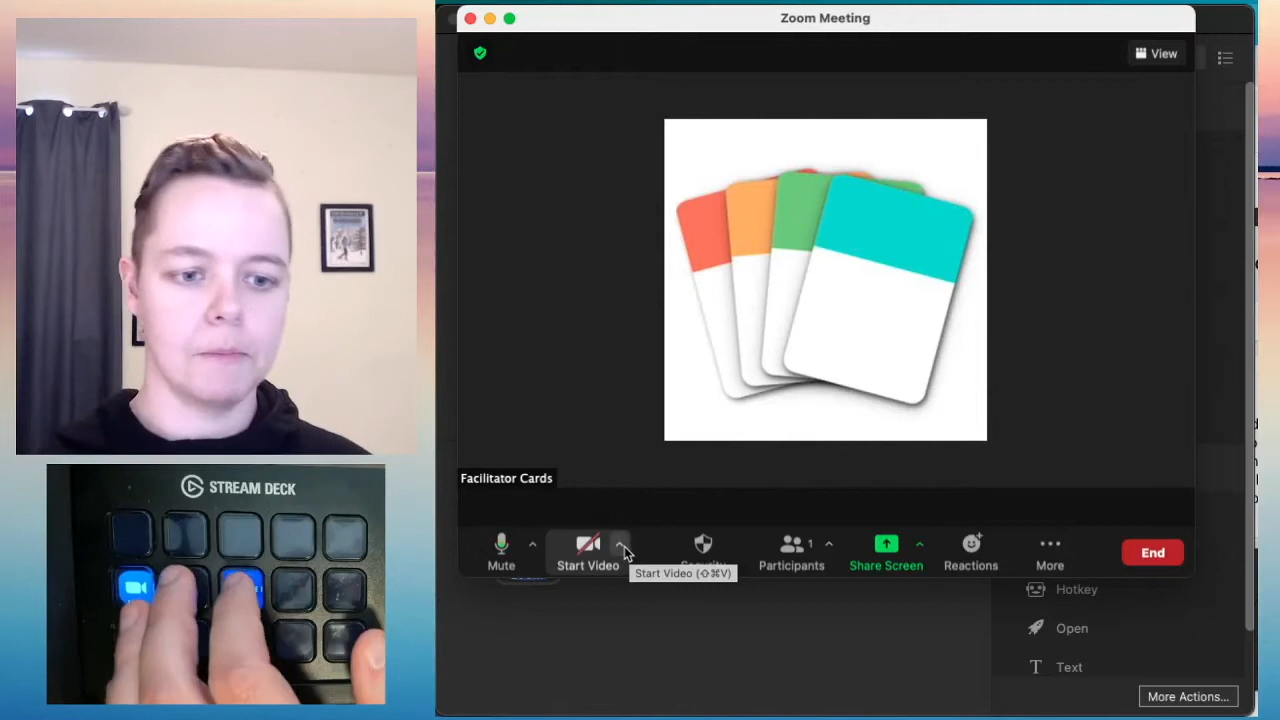 Zoom Meeting
View
STREAM DECK
Facilitator Cards
Mute
Start Video
Participants
1
Share Screen
Reactions
More
End
Start Video (⇧⌘V)
Hotkey
Open
Text
More Actions...